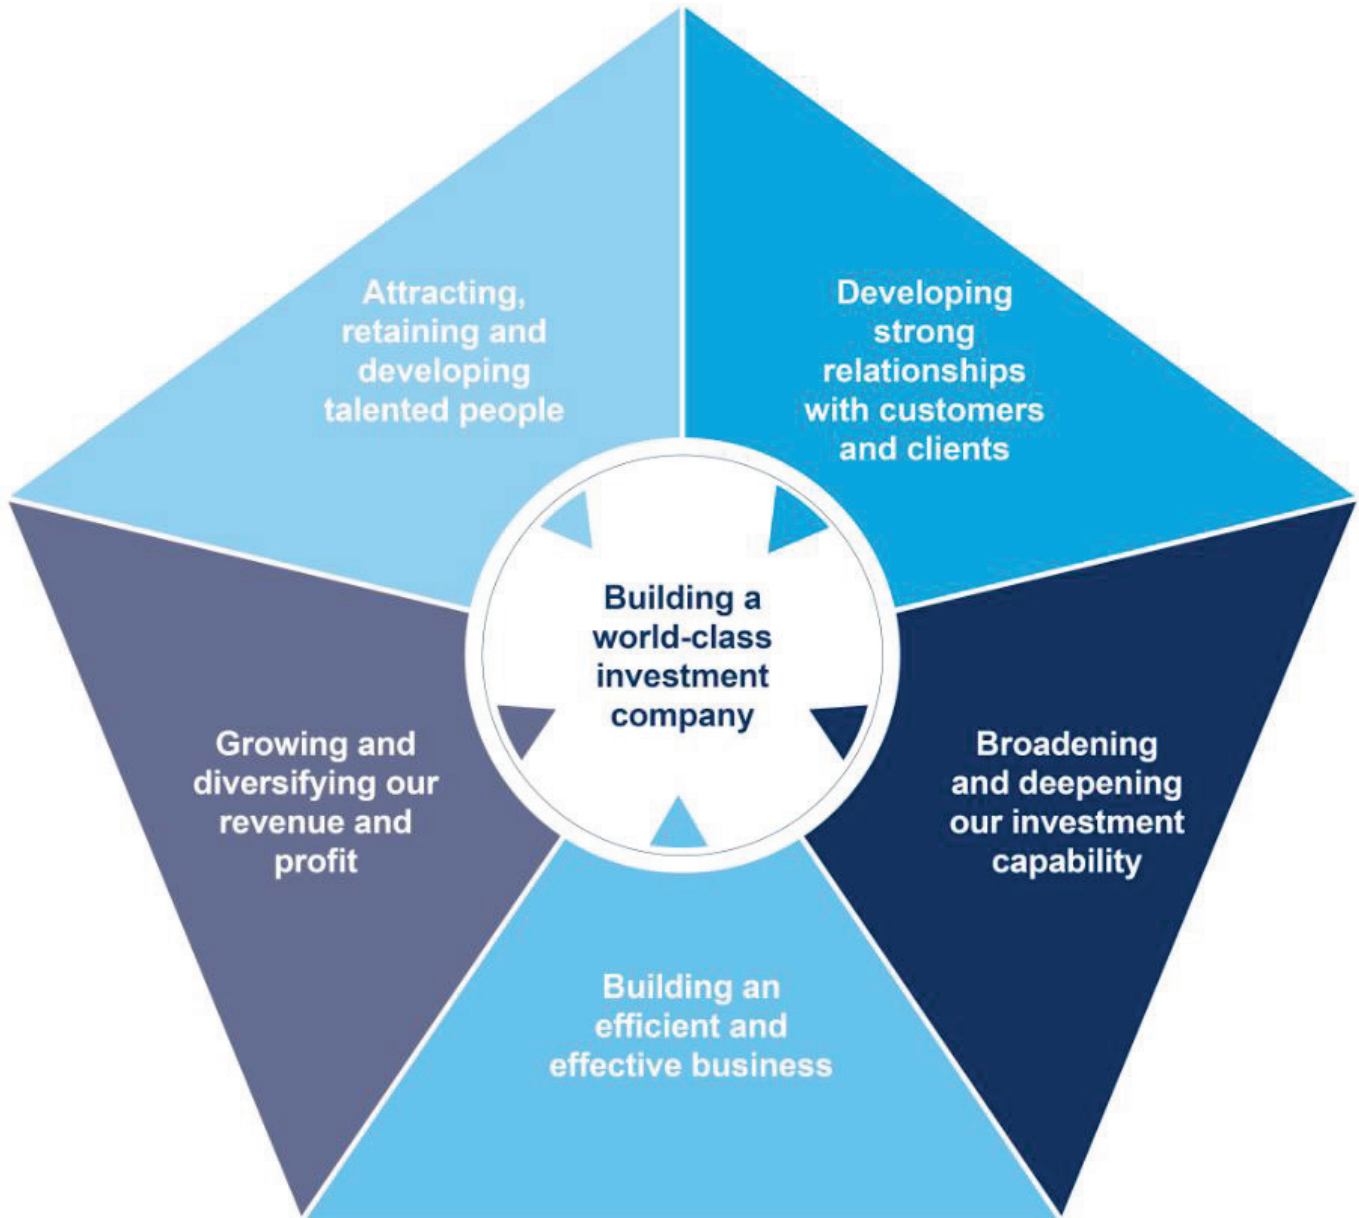 Attracting,
retaining and
developing
talented people
Developing
strong
relationships
with customers
and clients
Building a
world-class
investment
company
Growing and
diversifying our
revenue and
profit
Broadening
and deepening
our investment
capability
Building an
efficient and
effective business